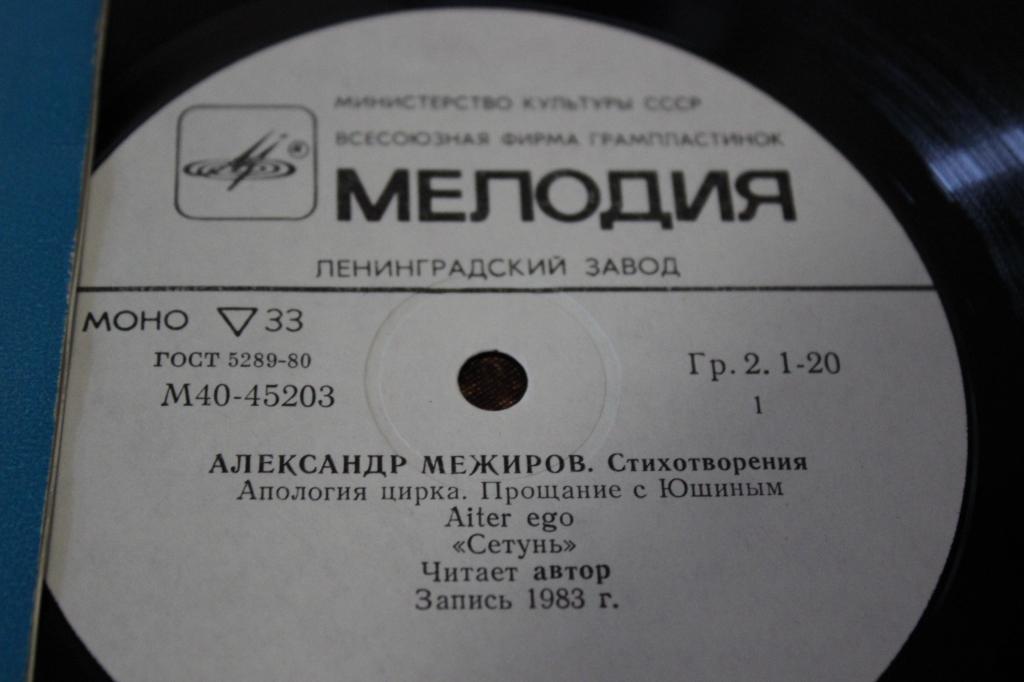 МИНИСТЕРСТВО КУЛЬТУРЫ СССР
ВСЕСОЮЗНАЯ ФИРМА ГРАМПЛАСТИНОК
® МЕЛОДИЯ
ЛЕНИНГРАДСКИЙ ЗАВОД
МОНО ▽ 33
ГОСТ 5289-80 Гр. 2. 1-20
М40-45203 1
АЛЕКСАНДР МЕЖИРОВ. Стихотворения
Апология цирка. Прощание с Юшиным
Aiter ego
«Сетунь»
Читает автор
Запись 1983 г.